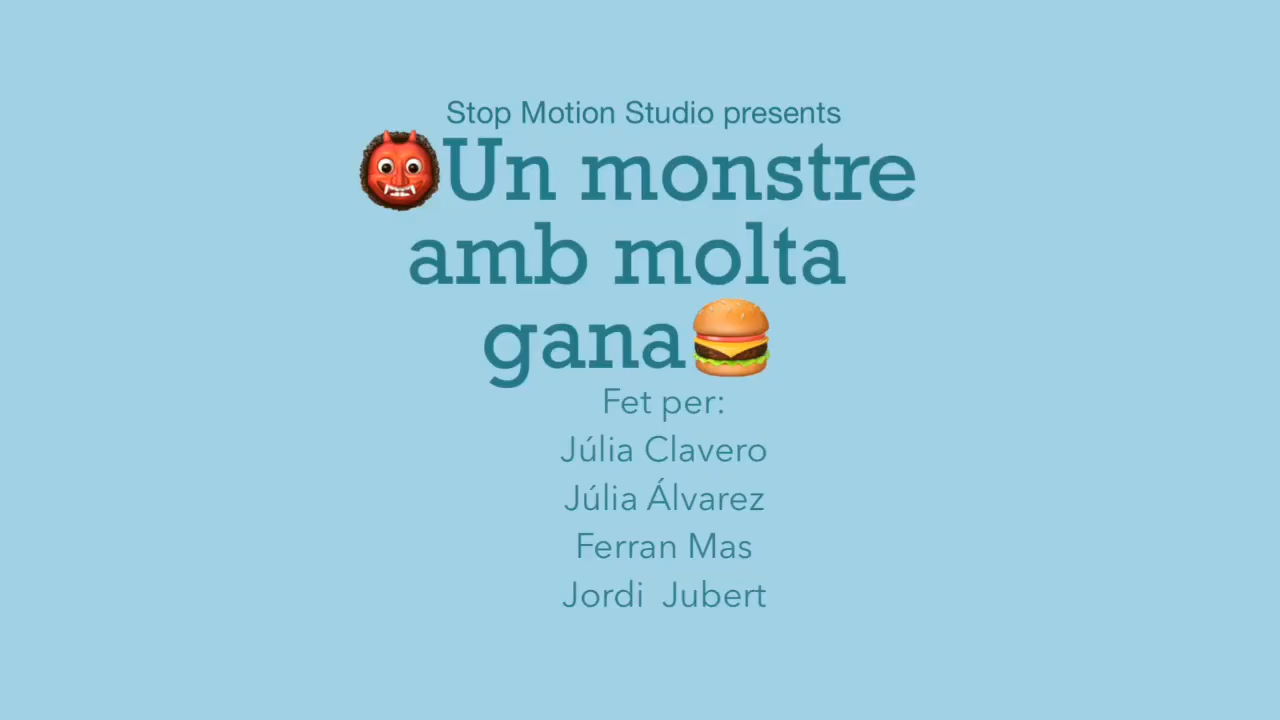 Stop Motion Studio presents
👹Un monstre
amb molta
gana🍔
Fet per:
Júlia Clavero
Júlia Álvarez
Ferran Mas
Jordi  Jubert